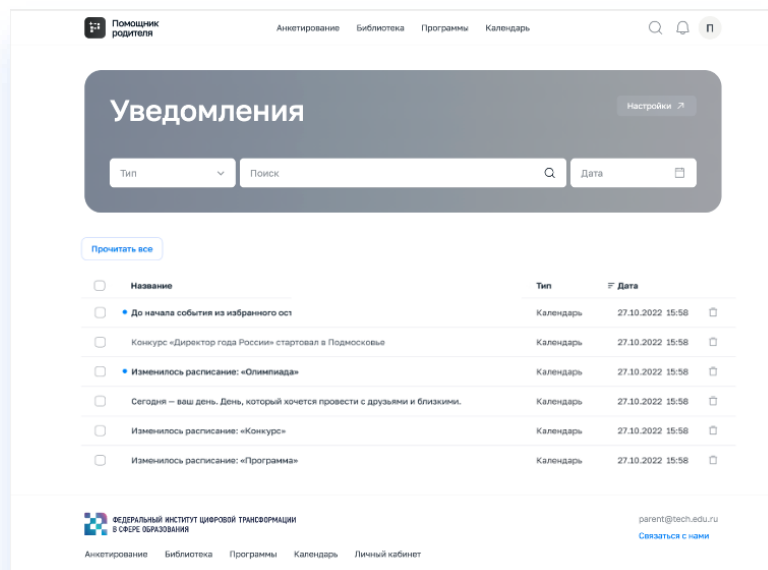 Помощник
родителя
Анкетирование Библиотека Программы Календарь
П
Уведомления
Настройки
Тип Поиск Дата
Прочитать все
Название Тип Дата
До начала события из избранного ост Календарь 27.10.2022 15:58
Конкурс «Директор года России» стартовал в Подмосковье Календарь 27.10.2022 15:58
Изменилось расписание: «Олимпиада» Календарь 27.10.2022 15:58
Сегодня — ваш день. День, который хочется провести с друзьями и близкими. Календарь 27.10.2022 15:58
Изменилось расписание: «Конкурс» Календарь 27.10.2022 15:58
Изменилось расписание: «Программа» Календарь 27.10.2022 15:58
ФЕДЕРАЛЬНЫЙ ИНСТИТУТ ЦИФРОВОЙ ТРАНСФОРМАЦИИ
В СФЕРЕ ОБРАЗОВАНИЯ
parent@tech.edu.ru
Связаться с нами
Анкетирование Библиотека Программы Календарь Личный кабинет